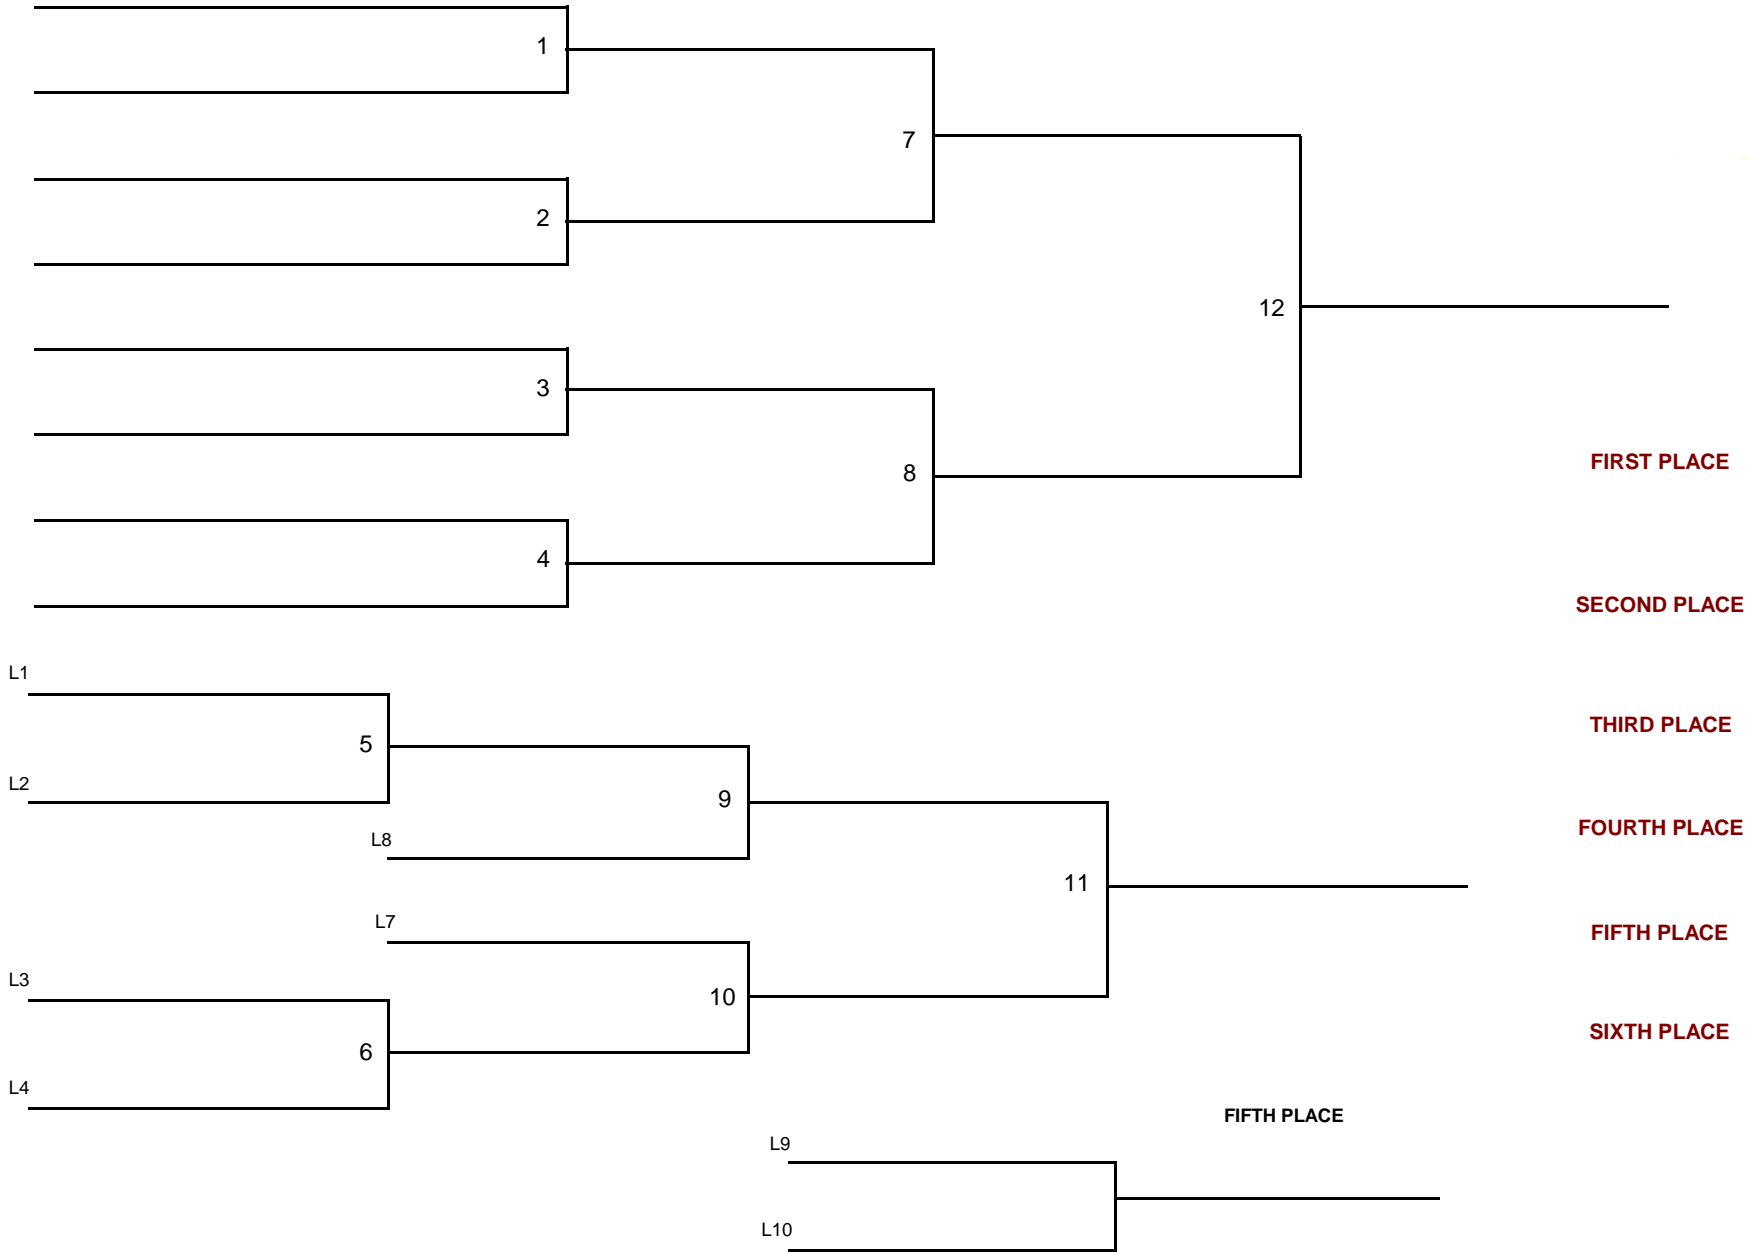 1
7
2
12
3
FIRST PLACE
8
4
SECOND PLACE
L1
THIRD PLACE
5
L2
9
FOURTH PLACE
L8
11
L7
FIFTH PLACE
L3
10
SIXTH PLACE
6
L4
FIFTH PLACE
L9
L10